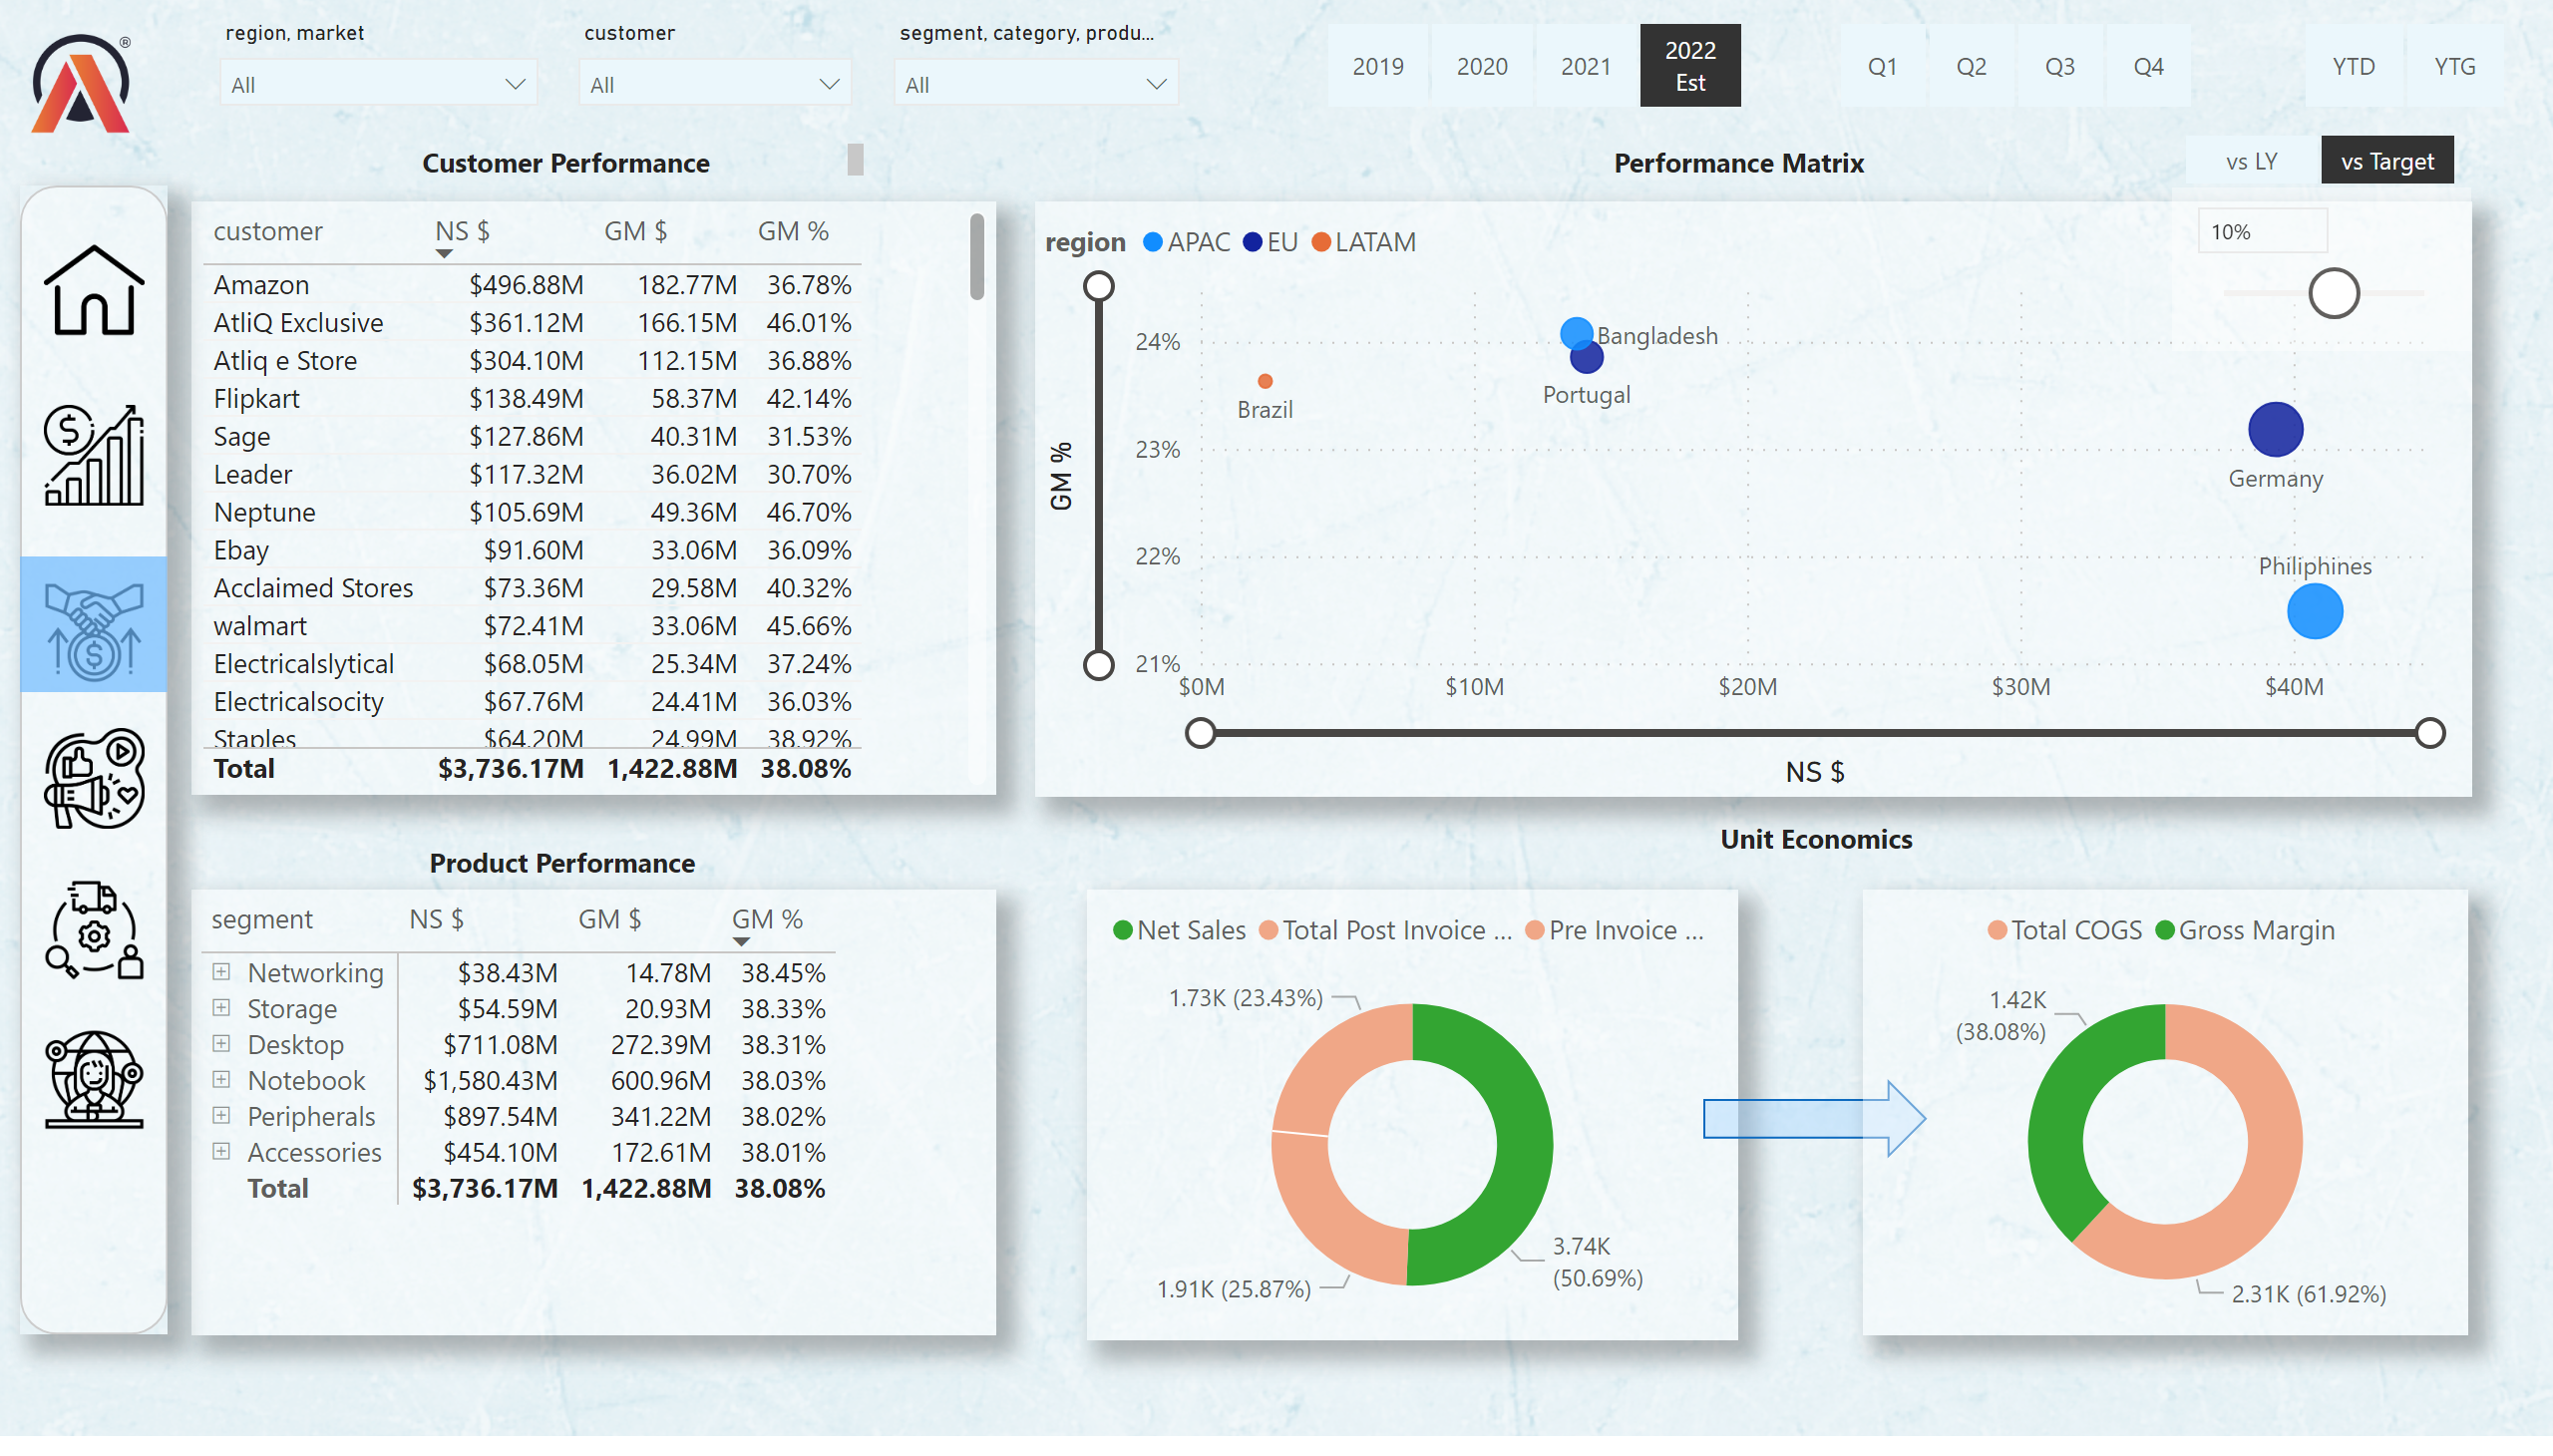 ®
region, market
customer
segment, category, produ...
All
All
All
2019
2020
2021
2022
Est
Q1
Q2
Q3
Q4
YTD
YTG
Customer Performance
Performance Matrix
vs LY
vs Target
customer NS $ GM $ GM %
Amazon $496.88M 182.77M 36.78%
AtliQ Exclusive $361.12M 166.15M 46.01%
Atliq e Store $304.10M 112.15M 36.88%
Flipkart $138.49M 58.37M 42.14%
Sage $127.86M 40.31M 31.53%
Leader $117.32M 36.02M 30.70%
Neptune $105.69M 49.36M 46.70%
Ebay $91.60M 33.06M 36.09%
Acclaimed Stores $73.36M 29.58M 40.32%
walmart $72.41M 33.06M 45.66%
Electricalslytical $68.05M 25.34M 37.24%
Electricalsocity $67.76M 24.41M 36.03%
Staples $64.20M 24.99M 38.92%
Total $3,736.17M 1,422.88M 38.08%
region APAC EU LATAM
10%
GM %
24%
23%
22%
21%
Bangladesh
Portugal
Brazil
Germany
Philiphines
$0M $10M $20M $30M $40M
NS $
Product Performance
segment NS $ GM $ GM %
Networking $38.43M 14.78M 38.45%
Storage $54.59M 20.93M 38.33%
Desktop $711.08M 272.39M 38.31%
Notebook $1,580.43M 600.96M 38.03%
Peripherals $897.54M 341.22M 38.02%
Accessories $454.10M 172.61M 38.01%
Total $3,736.17M 1,422.88M 38.08%
Unit Economics
Net Sales Total Post Invoice ... Pre Invoice ...
1.73K (23.43%)
3.74K
(50.69%)
1.91K (25.87%)
Total COGS Gross Margin
1.42K
(38.08%)
2.31K (61.92%)